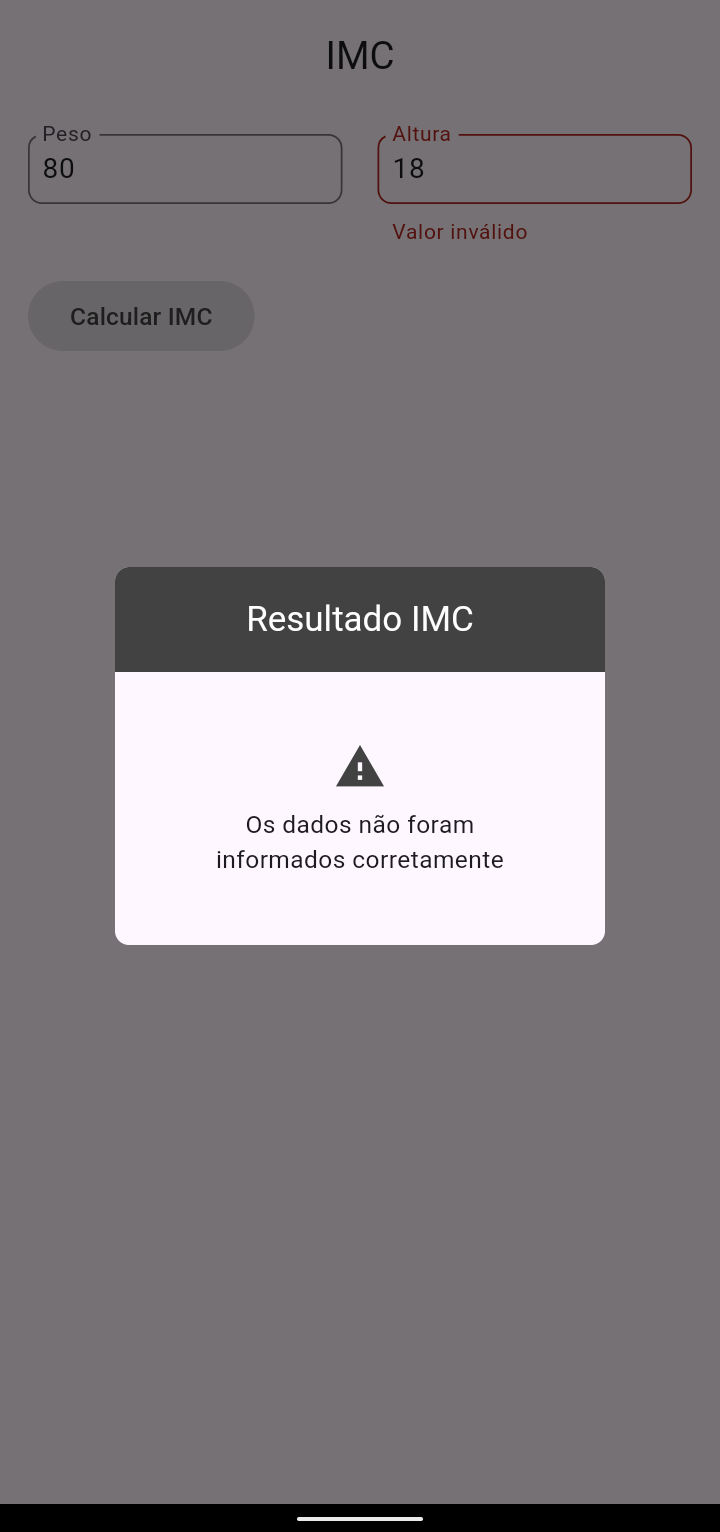 IMC
Peso
80
Altura
18
Valor inválido
Calcular IMC
Resultado IMC
Os dados não foram
informados corretamente